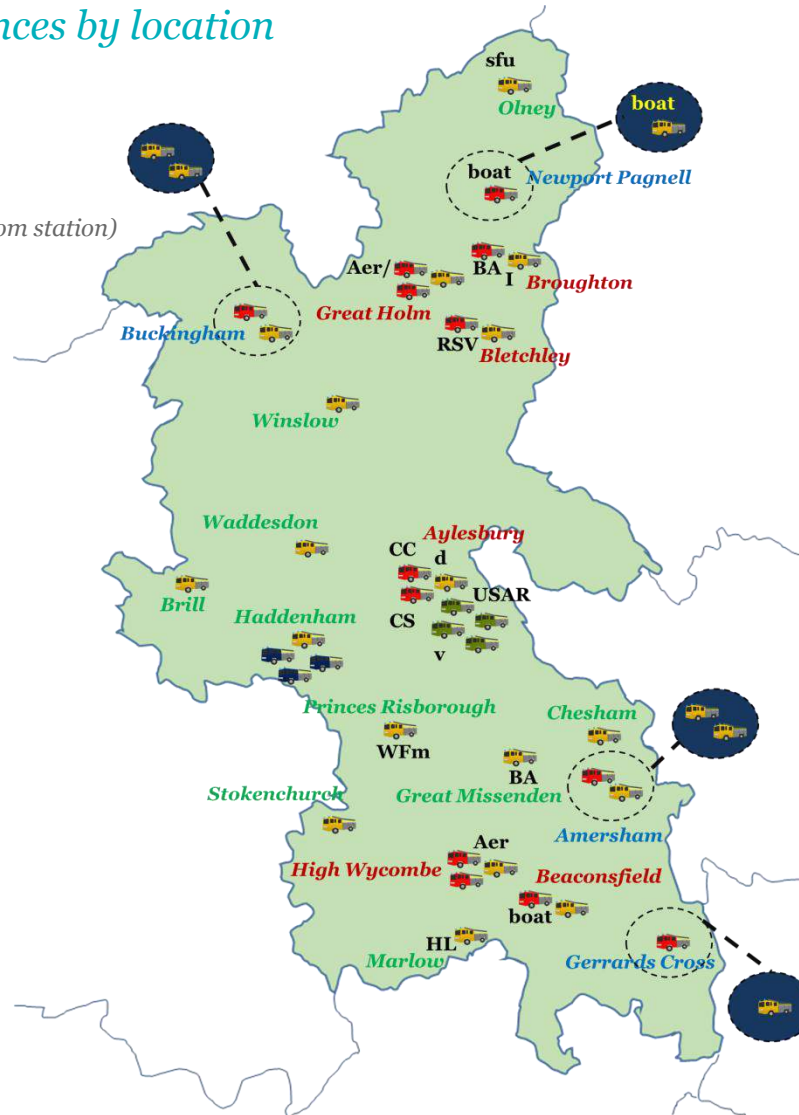 nces by location
sfu
Olney
boat
boat
Newport Pagnell
om station)
Aer/
BA
I
Broughton
Great Holm
Buckingham
RSV
Bletchley
Winslow
Waddesdon
Aylesbury
CC
d
USAR
Brill
Haddenham
CS
v
Princes Risborough
Chesham
WFm
BA
Stokenchurch
Great Missenden
Amersham
Aer
High Wycombe
Beaconsfield
boat
HL
Marlow
Gerrards Cross